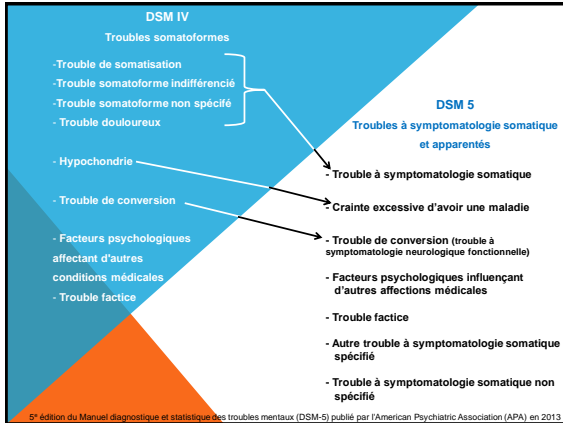 DSM IV
Troubles somatoformes
-Trouble de somatisation
-Trouble somatoforme indifférencié
-Trouble somatoforme non spécifé
- Trouble douloureux
- Hypochondrie
- Trouble de conversion
- Facteurs psychologiques
affectant d'autres
conditions médicales
- Trouble factice
DSM 5
Troubles à symptomatologie somatique
et apparentés
- Trouble à symptomatologie somatique
- Crainte excessive d'avoir une maladie
- Trouble de conversion (trouble à
symptomatologie neurologique fonctionnelle)
- Facteurs psychologiques influençant
d'autres affections médicales
- Trouble factice
- Autre trouble à symptomatologie somatique
spécifié
- Trouble à symptomatologie somatique non
spécifié
5e édition du Manuel diagnostique et statistique des troubles mentaux (DSM-5) publié par l'American Psychiatric Association (APA) en 2013